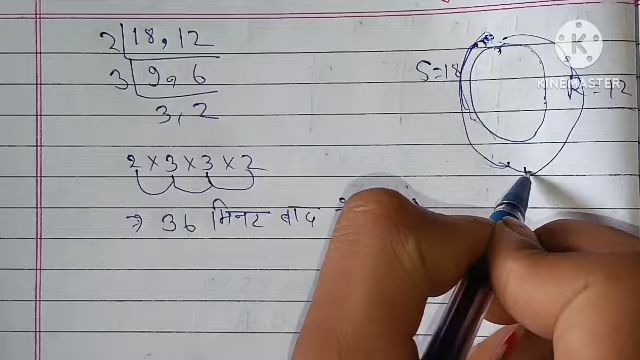 2 | 18, 12
3 | 9, 6
3, 2
2 × 3 × 3 × 2
⇒ 36 मिनट बाद
S=18
R=12
KINEMASTER